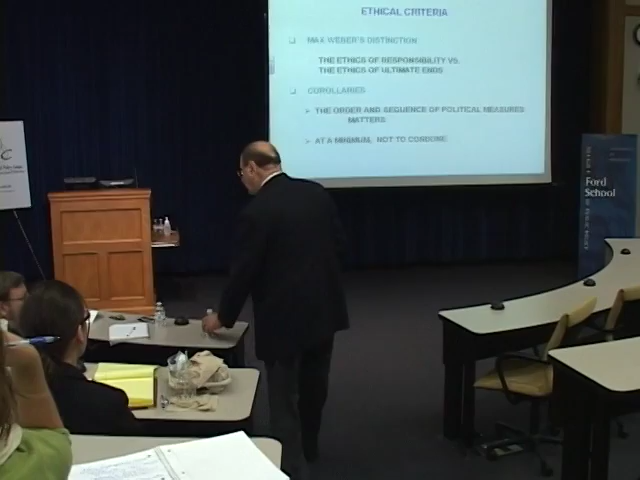 ETHICAL CRITERIA
MAX WEBER'S DISTINCTION
THE ETHICS OF RESPONSIBILITY VS.
THE ETHICS OF ULTIMATE ENDS
COROLLARIES
THE ORDER AND SEQUENCE OF POLITICAL MEASURES
MATTERS
AT A MINIMUM, NOT TO CONDONE
Ford
School
C